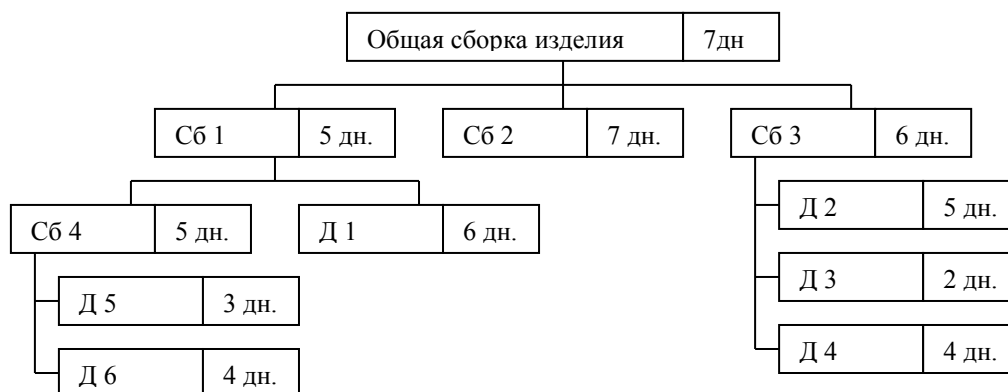 Общая сборка изделия 7дн
Сб 1 5 дн. Сб 2 7 дн. Сб 3 6 дн.
Д 2 5 дн.
Сб 4 5 дн. Д 1 6 дн.
Д 3 2 дн.
Д 5 3 дн.
Д 4 4 дн.
Д 6 4 дн.